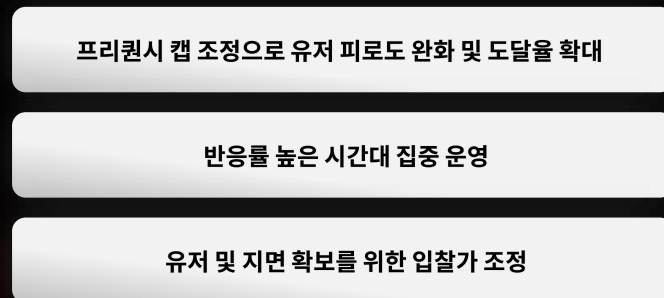 프리퀀시 캡 조정으로 유저 피로도 완화 및 도달율 확대
반응률 높은 시간대 집중 운영
유저 및 지면 확보를 위한 입찰가 조정